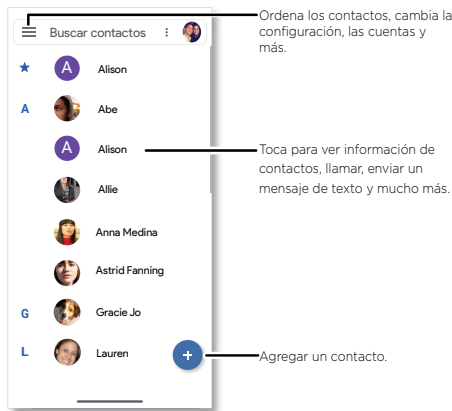 Buscar contactos
A Alison
A Abe
A Alison
Allie
Anna Medina
Astrid Fanning
G Gracie Jo
L Lauren
+
Ordena los contactos, cambia la
configuración, las cuentas y
más.
Toca para ver información de
contactos, llamar, enviar un
mensaje de texto y mucho más.
Agregar un contacto.